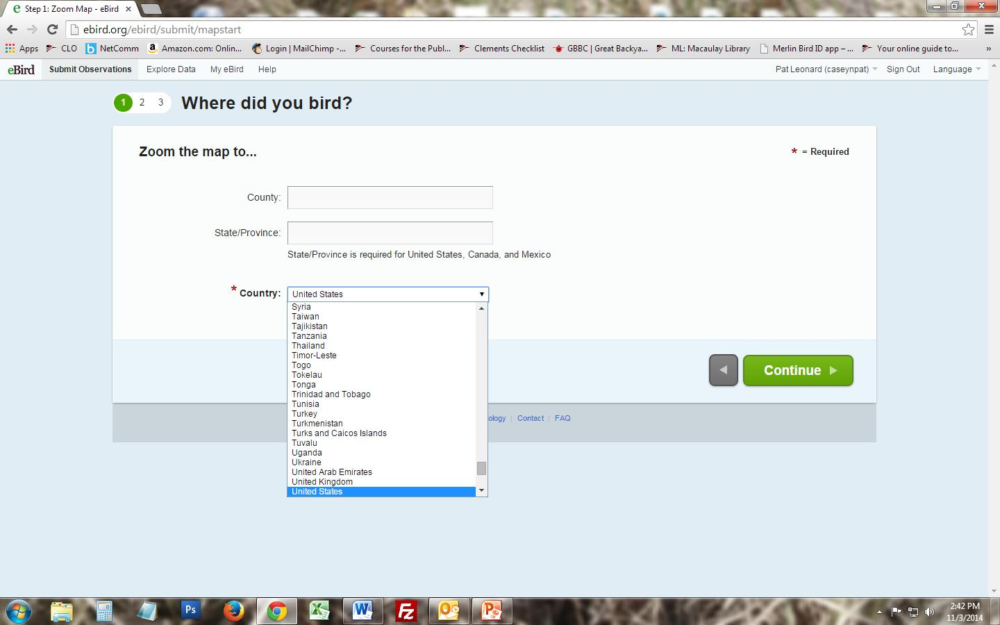 Step 1: Zoom Map - eBird
ebird.org/ebird/submit/mapstart
Apps CLO NetComm Amazon.com: Onlin... Login | MailChimp -... Courses for the Publ... Clements Checklist GBBC | Great Backya... ML: Macaulay Library Merlin Bird ID app – ... Your online guide to... »
eBird Submit Observations Explore Data My eBird Help Pat Leonard (caseynpat) Sign Out Language
1 2 3 Where did you bird?
Zoom the map to... * = Required
County:
State/Province:
State/Province is required for United States, Canada, and Mexico
* Country: United States
Syria
Taiwan
Tajikistan
Tanzania
Thailand
Timor-Leste
Togo
Tokelau
Tonga
Trinidad and Tobago
Tunisia
Turkey
Turkmenistan
Turks and Caicos Islands
Tuvalu
Uganda
Ukraine
United Arab Emirates
United Kingdom
United States
Continue
ology | Contact | FAQ
Ps
2:42 PM
11/3/2014